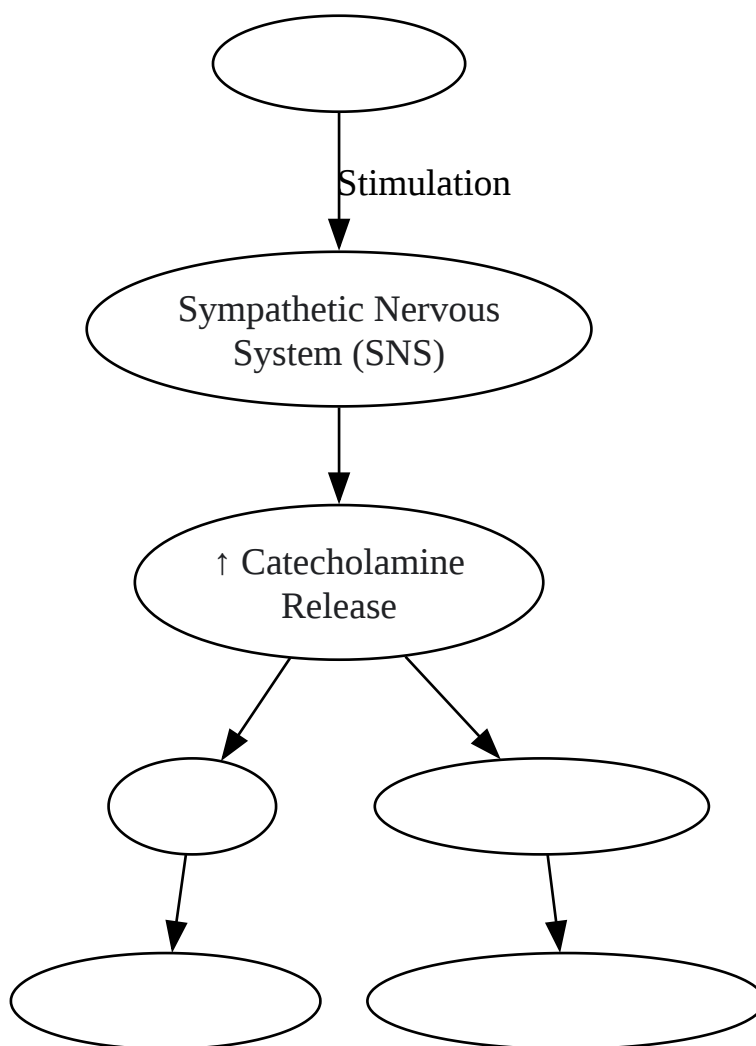 Stimulation
Sympathetic Nervous
System (SNS)
↑ Catecholamine
Release